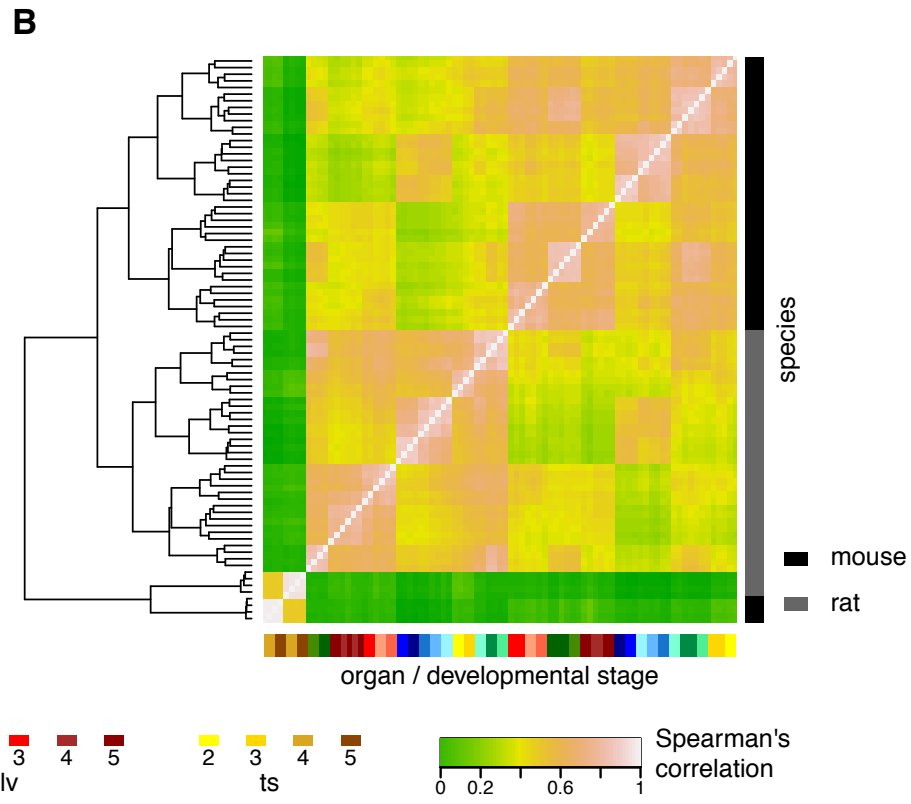 B
species
mouse
rat
organ / developmental stage
3 4 5
lv
2 3 4 5
ts
Spearman's
correlation
0 0.2 0.6 1